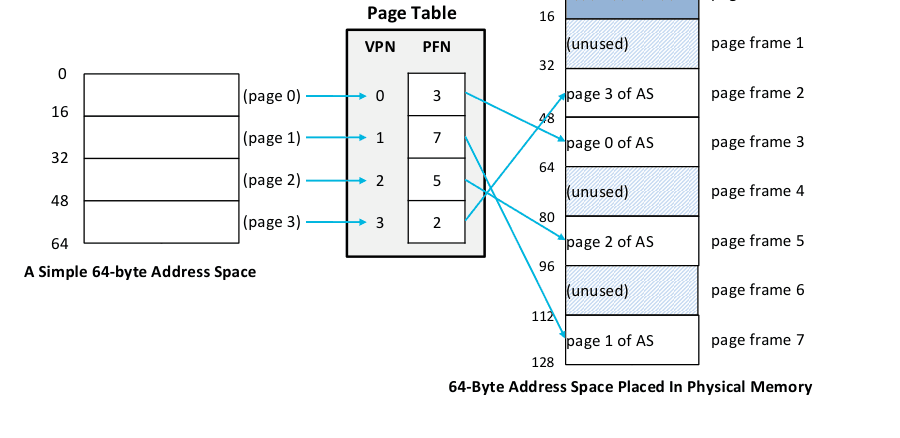 Page Table
VPN PFN
0
16
32
48
64
(page 0)
(page 1)
(page 2)
(page 3)
0 3
1 7
2 5
3 2
A Simple 64-byte Address Space
16
(unused) page frame 1
32
page 3 of AS page frame 2
48
page 0 of AS page frame 3
64
(unused) page frame 4
80
page 2 of AS page frame 5
96
(unused) page frame 6
112
page 1 of AS page frame 7
128
64-Byte Address Space Placed In Physical Memory